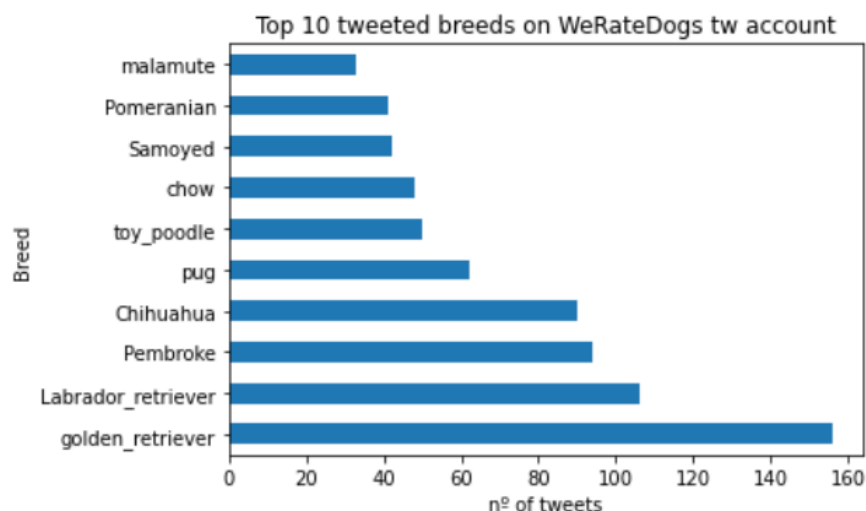 Top 10 tweeted breeds on WeRateDogs tw account
malamute
Pomeranian
Samoyed
chow
toy_poodle
pug
Chihuahua
Pembroke
Labrador_retriever
golden_retriever
Breed
0 20 40 60 80 100 120 140 160
nº of tweets